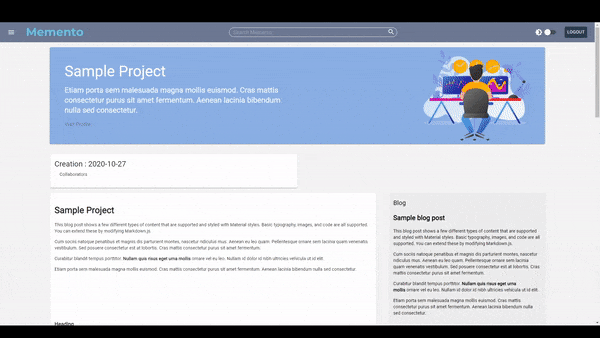 Memento
Search Memento
LOGOUT
Sample Project
Etiam porta sem malesuada magna mollis euismod. Cras mattis
consectetur purus sit amet fermentum. Aenean lacinia bibendum
nulla sed consectetur.
Creation : 2020-10-27
Collaborators
Sample Project
This blog post shows a few different types of content that are supported and styled with Material styles. Basic typography, images, and code are all supported.
You can extend these by modifying Markdown.js.
Cum sociis natoque penatibus et magnis dis parturient montes, nascetur ridiculus mus. Aenean eu leo quam. Pellentesque ornare sem lacinia quam venenatis
vestibulum. Sed posuere consectetur est at lobortis. Cras mattis consectetur purus sit amet fermentum.
Curabitur blandit tempus porttitor. Nullam quis risus eget urna mollis ornare vel eu leo. Nullam id dolor id nibh ultricies vehicula ut id elit.
Etiam porta sem malesuada magna mollis euismod. Cras mattis consectetur purus sit amet fermentum. Aenean lacinia bibendum nulla sed consectetur.
Heading
Blog
Sample blog post
This blog post shows a few different types of content that are
supported and styled with Material styles. Basic typography,
images, and code are all supported. You can extend these by
modifying Markdown.js.
Cum sociis natoque penatibus et magnis dis parturient montes,
nascetur ridiculus mus. Aenean eu leo quam. Pellentesque
ornare sem lacinia quam venenatis vestibulum. Sed posuere
consectetur est at lobortis. Cras mattis consectetur purus sit
amet fermentum.
Curabitur blandit tempus porttitor. Nullam quis risus eget urna
mollis ornare vel eu leo. Nullam id dolor id nibh ultricies vehicula
ut id elit.
Etiam porta sem malesuada magna mollis euismod. Cras mattis
consectetur purus sit amet fermentum. Aenean lacinia
bibendum nulla sed consectetur.